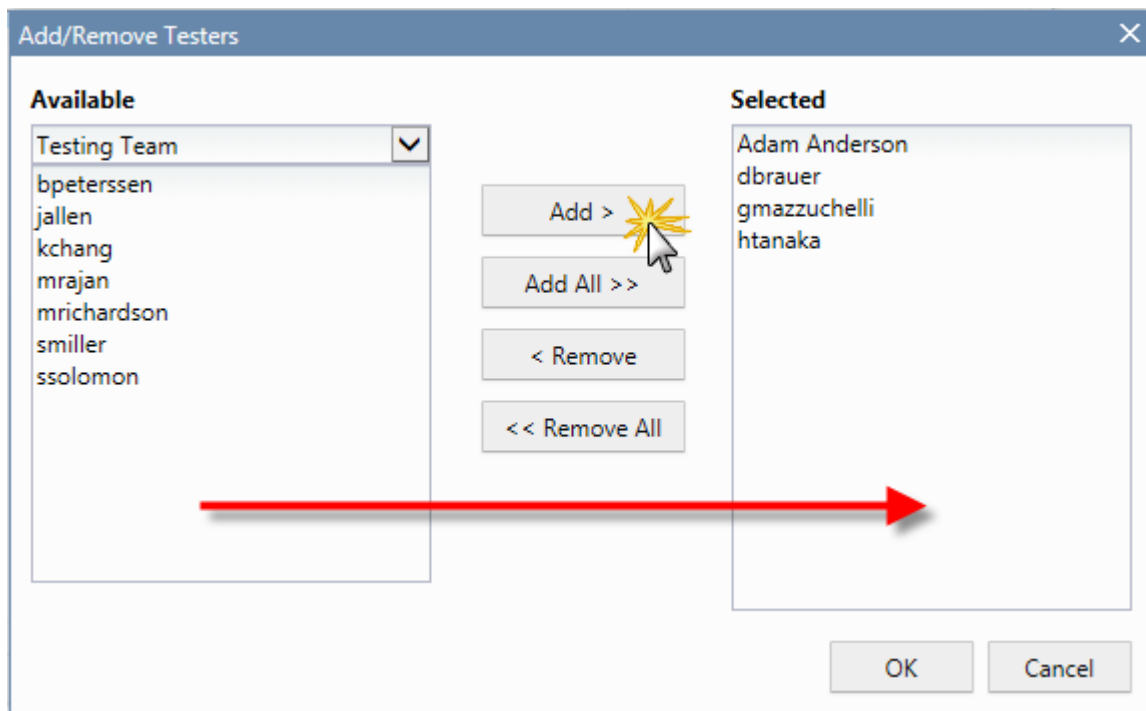 Add/Remove Testers
Available
Testing Team
bpeterssen
jallen
kchang
mrajan
mrichardson
smiller
ssolomon
Add >
Add All >>
< Remove
<< Remove All
Selected
Adam Anderson
dbrauer
gmazzuchelli
htanaka
OK
Cancel